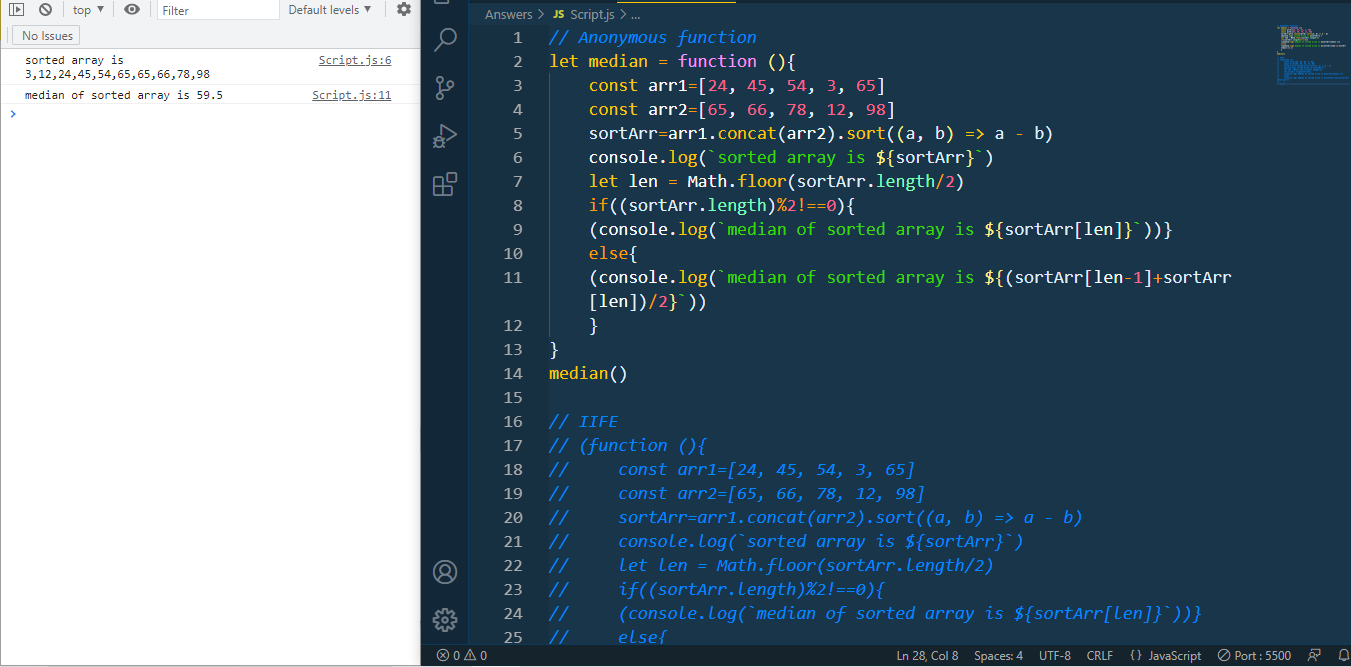 top ▼
Filter
Default levels ▼
No Issues
sorted array is Script.js:6
3,12,24,45,54,65,65,66,78,98
median of sorted array is 59.5 Script.js:11
>
Answers > JS Script.js > ...
1 // Anonymous function
2 let median = function (){
3 const arr1=[24, 45, 54, 3, 65]
4 const arr2=[65, 66, 78, 12, 98]
5 sortArr=arr1.concat(arr2).sort((a, b) => a - b)
6 console.log(`sorted array is ${sortArr}`)
7 let len = Math.floor(sortArr.length/2)
8 if((sortArr.length)%2!==0){
9 (console.log(`median of sorted array is ${sortArr[len]}`))}
10 else{
11 (console.log(`median of sorted array is ${(sortArr[len-1]+sortArr
[len])/2}`))
12 }
13 }
14 median()
15
16 // IIFE
17 // (function (){
18 // const arr1=[24, 45, 54, 3, 65]
19 // const arr2=[65, 66, 78, 12, 98]
20 // sortArr=arr1.concat(arr2).sort((a, b) => a - b)
21 // console.log(`sorted array is ${sortArr}`)
22 // let len = Math.floor(sortArr.length/2)
23 // if((sortArr.length)%2!==0){
24 // (console.log(`median of sorted array is ${sortArr[len]}`))}
25 // else{
0 0 Ln 28, Col 8 Spaces: 4 UTF-8 CRLF {} JavaScript Port : 5500